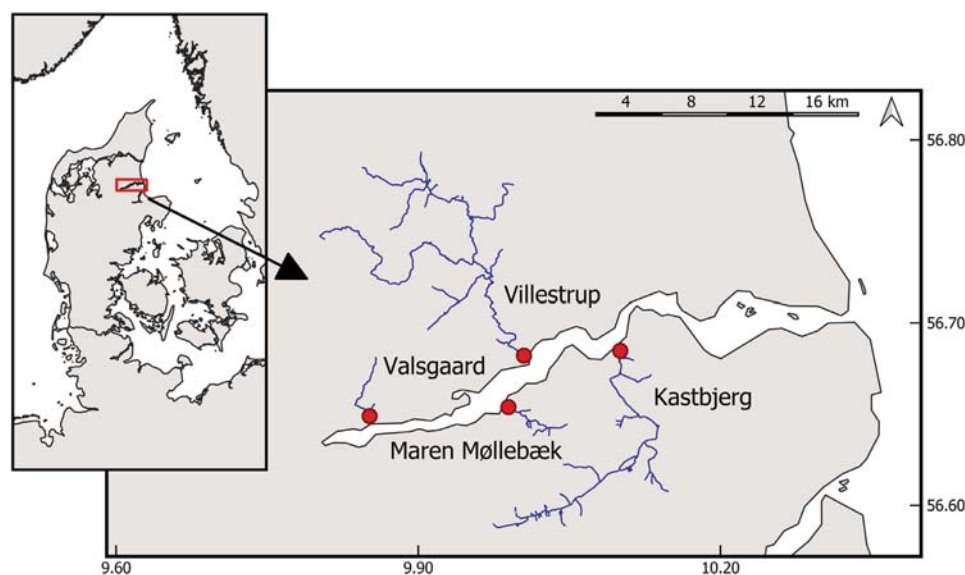 4 8 12 16 km
56.80
Villestrup
56.70
Valsgaard
Kastbjerg
Maren Møllebæk
56.60
9.60 9.90 10.20